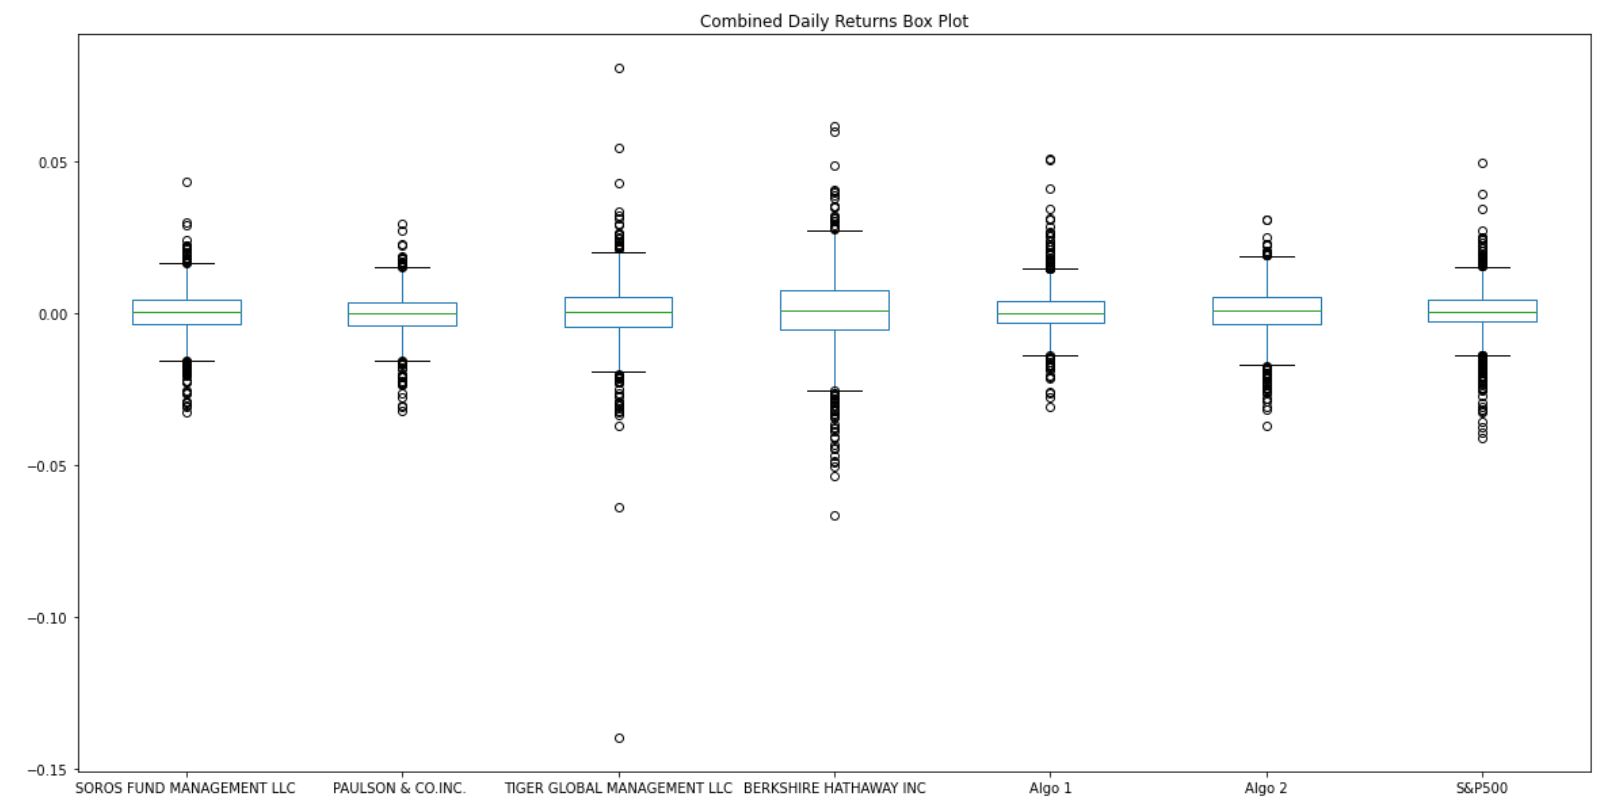 Combined Daily Returns Box Plot
0.05
0.00
−0.05
−0.10
−0.15
SOROS FUND MANAGEMENT LLC PAULSON & CO.INC. TIGER GLOBAL MANAGEMENT LLC BERKSHIRE HATHAWAY INC Algo 1 Algo 2 S&P500